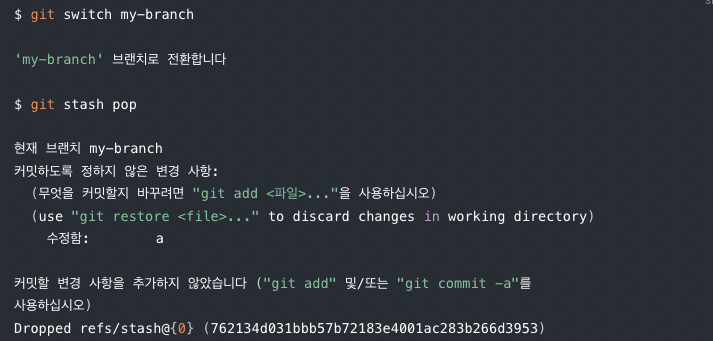 $ git switch my-branch
'my-branch' 브랜치로 전환합니다
$ git stash pop
현재 브랜치 my-branch
커밋하도록 정하지 않은 변경 사항:
(무엇을 커밋할지 바꾸려면 "git add <파일>..."을 사용하십시오)
(use "git restore <file>..." to discard changes in working directory)
수정함:        a
커밋할 변경 사항을 추가하지 않았습니다 ("git add" 및/또는 "git commit -a"를
사용하십시오)
Dropped refs/stash@{0} (762134d031bbb57b72183e4001ac283b266d3953)